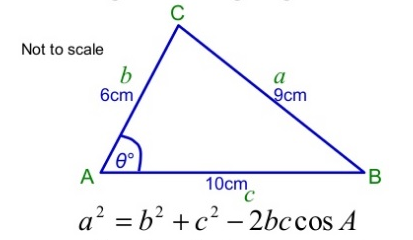 C
Not to scale
b
a
6cm
9cm
θ°
A
B
10cm
c
a² = b² + c² − 2bc cos A